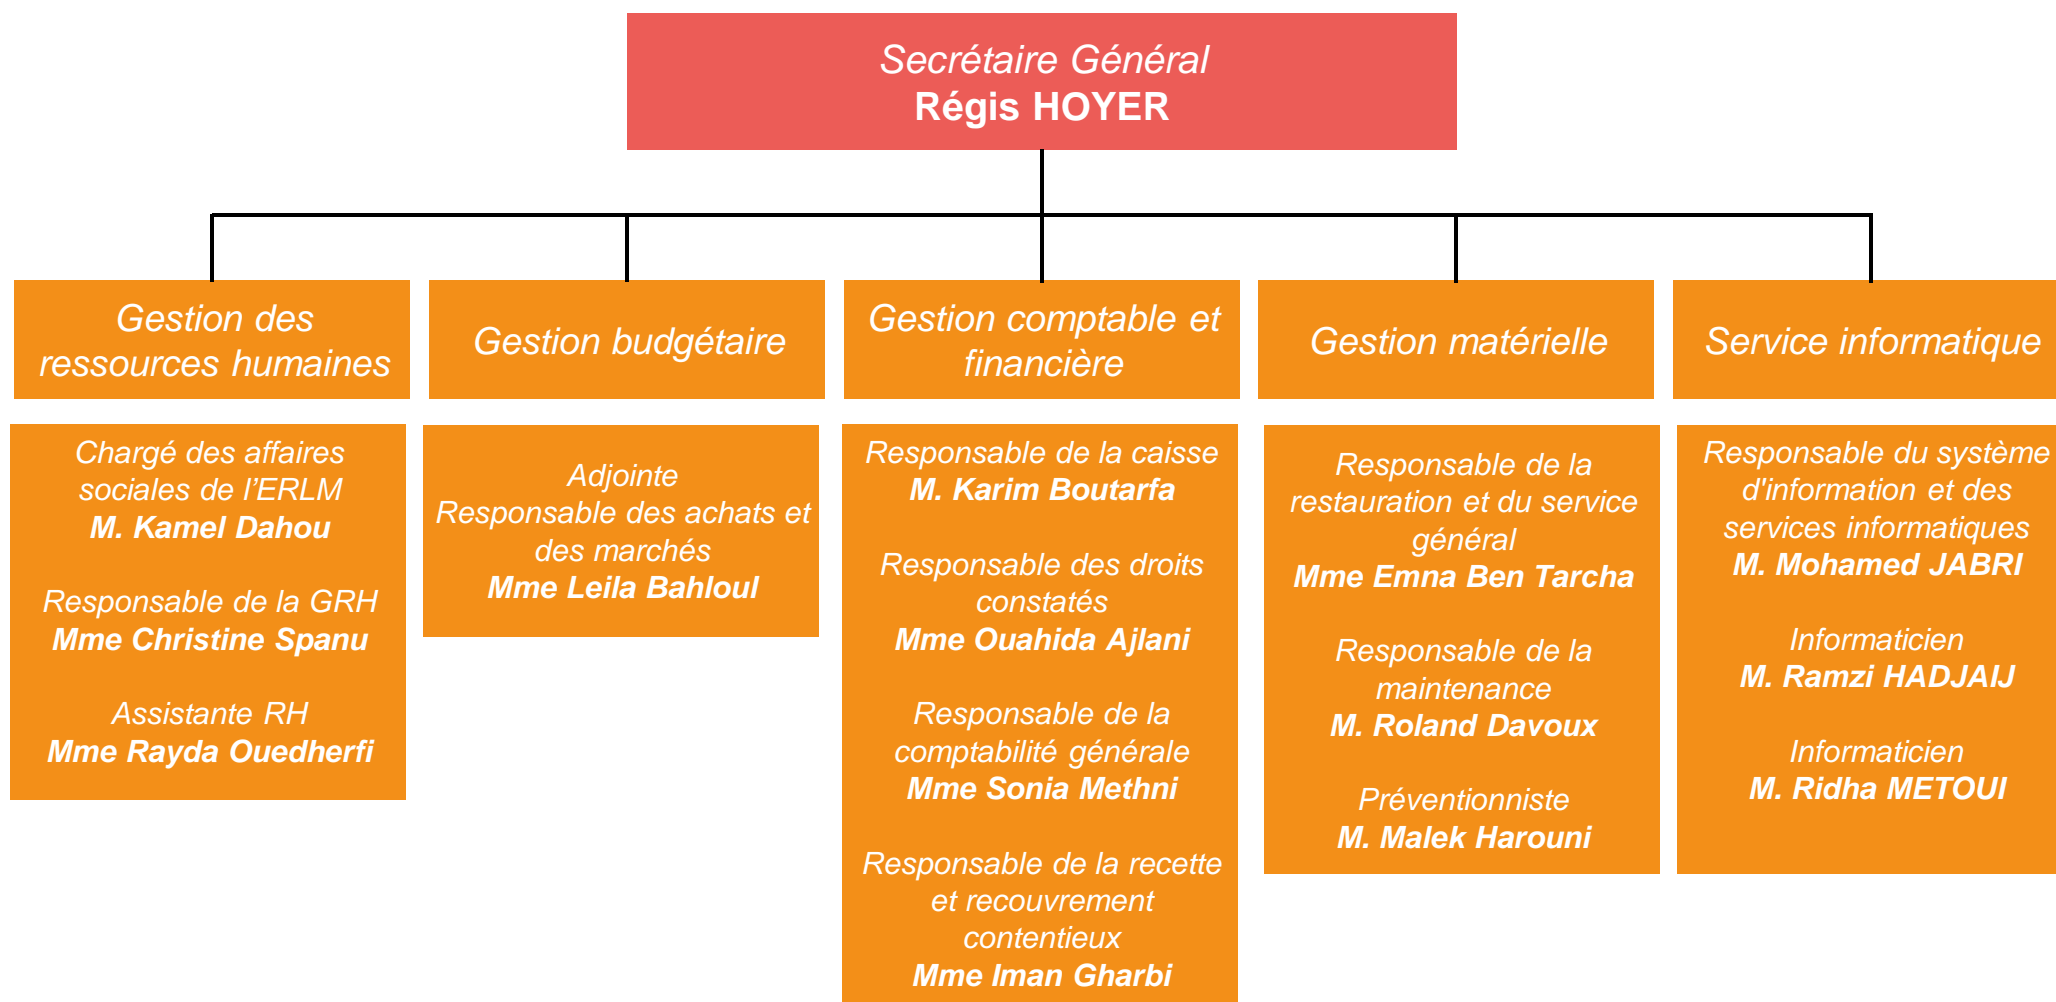 Secrétaire Général
Régis HOYER
Gestion des
ressources humaines
Gestion budgétaire
Gestion comptable et
financière
Gestion matérielle
Service informatique
Chargé des affaires
sociales de l’ERLM
M. Kamel Dahou
Responsable de la GRH
Mme Christine Spanu
Assistante RH
Mme Rayda Ouedherfi
Adjointe
Responsable des achats et
des marchés
Mme Leila Bahloul
Responsable de la caisse
M. Karim Boutarfa
Responsable des droits
constatés
Mme Ouahida Ajlani
Responsable de la
comptabilité générale
Mme Sonia Methni
Responsable de la recette
et recouvrement
contentieux
Mme Iman Gharbi
Responsable de la
restauration et du service
général
Mme Emna Ben Tarcha
Responsable de la
maintenance
M. Roland Davoux
Préventionniste
M. Malek Harouni
Responsable du système
d'information et des
services informatiques
M. Mohamed JABRI
Informaticien
M. Ramzi HADJAIJ
Informaticien
M. Ridha METOUI